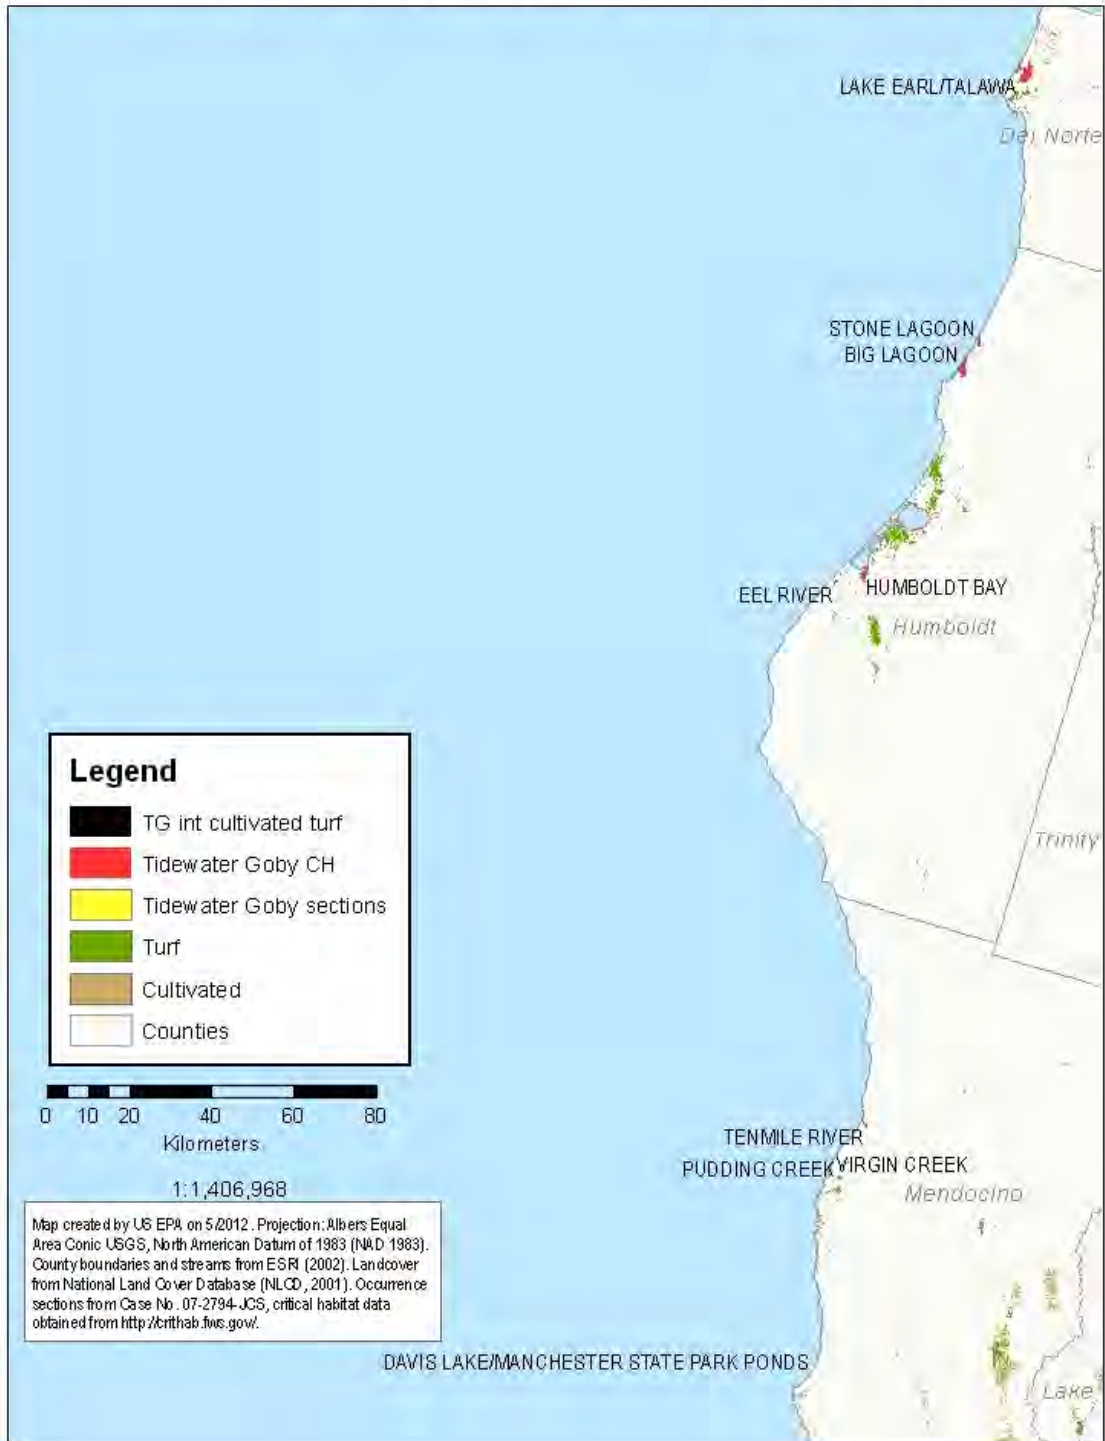 LAKE EARL/TALAWA
Del Norte
STONE LAGOON
BIG LAGOON
EEL RIVER
HUMBOLDT BAY
Humboldt
Legend
TG int cultivated turf
Tidewater Goby CH
Tidewater Goby sections
Turf
Cultivated
Counties
Trinity
0 10 20 40 60 80
Kilometers
1:1,406,968
TENMILE RIVER
PUDDING CREEK
VIRGIN CREEK
Mendocino
Map created by US EPA on 5/2012. Projection: Albers Equal
Area Conic USGS, North American Datum of 1983 (NAD 1983).
County boundaries and streams from ESRI (2002). Landcover
from National Land Cover Database (NLCD, 2001). Occurrence
sections from Case No. 07-2794-JCS, critical habitat data
obtained from http://crithab.fws.gov/.
DAVIS LAKE/MANCHESTER STATE PARK PONDS
Lake